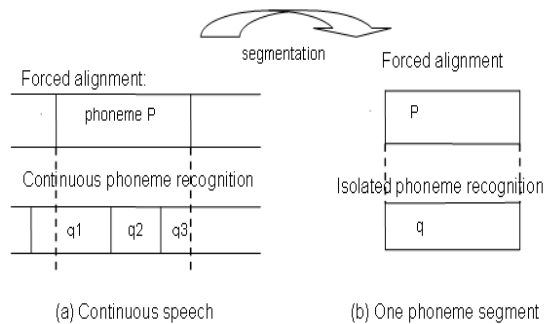 segmentation
Forced alignment:
phoneme P
Continuous phoneme recognition
q1 q2 q3
(a) Continuous speech
Forced alignment
P
Isolated phoneme recognition
q
(b) One phoneme segment